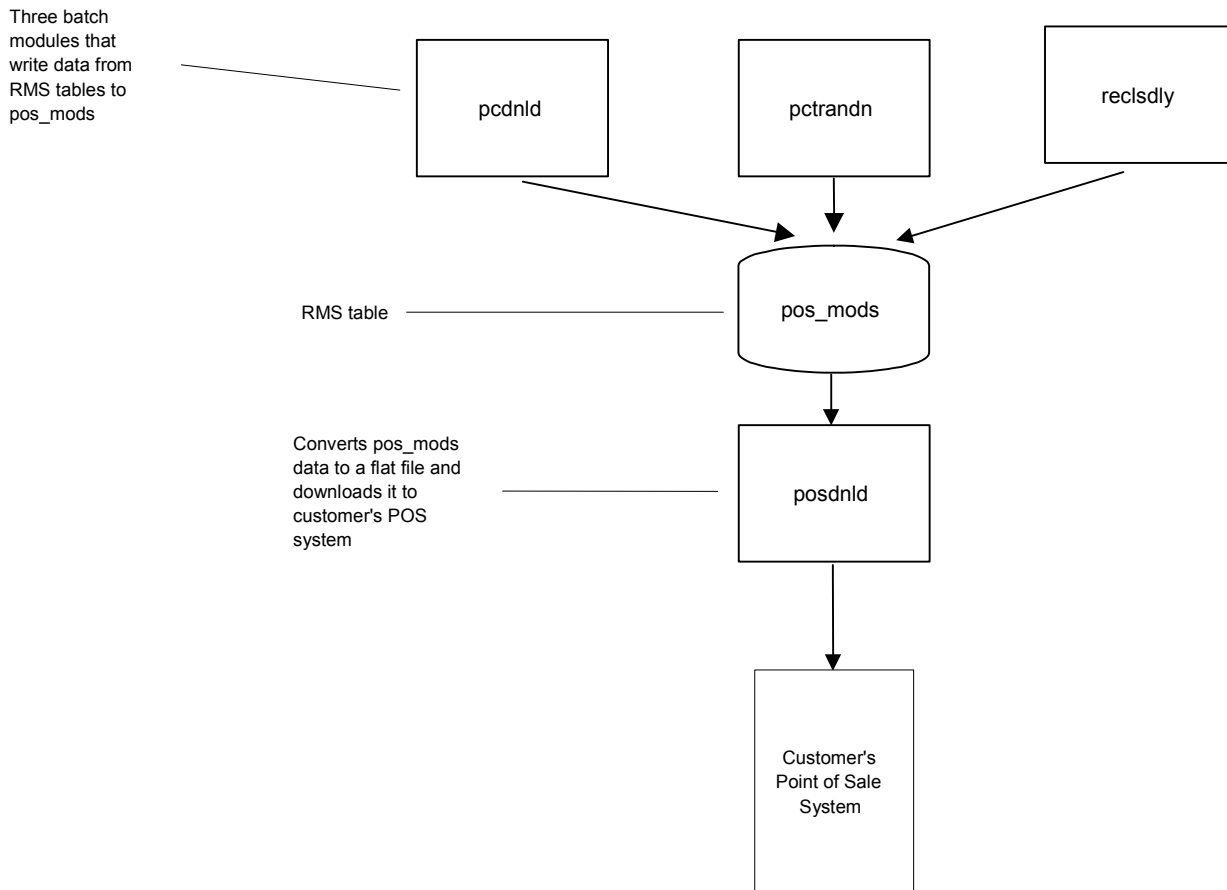 Three batch
modules that
write data from
RMS tables to
pos_mods
pcdnld
pctrandn
reclsdly
RMS table
pos_mods
Converts pos_mods
data to a flat file and
downloads it to
customer's POS
system
posdnld
Customer's
Point of Sale
System